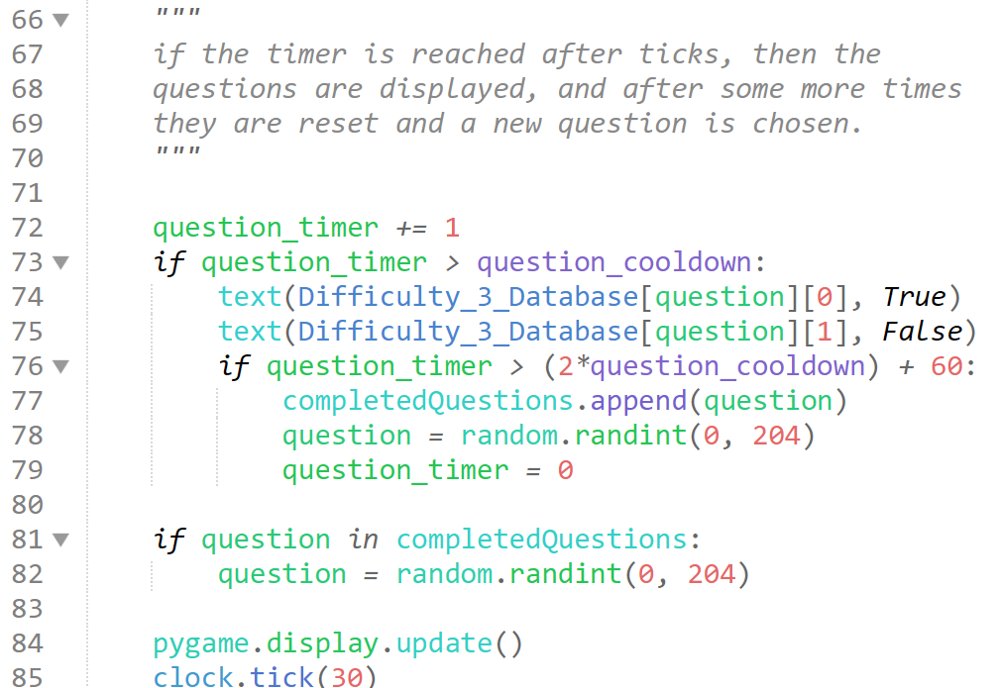 66 """
67 if the timer is reached after ticks, then the
68 questions are displayed, and after some more times
69 they are reset and a new question is chosen.
70 """
71
72 question_timer += 1
73 if question_timer > question_cooldown:
74 text(Difficulty_3_Database[question][0], True)
75 text(Difficulty_3_Database[question][1], False)
76 if question_timer > (2*question_cooldown) + 60:
77 completedQuestions.append(question)
78 question = random.randint(0, 204)
79 question_timer = 0
80
81 if question in completedQuestions:
82 question = random.randint(0, 204)
83
84 pygame.display.update()
85 clock.tick(30)